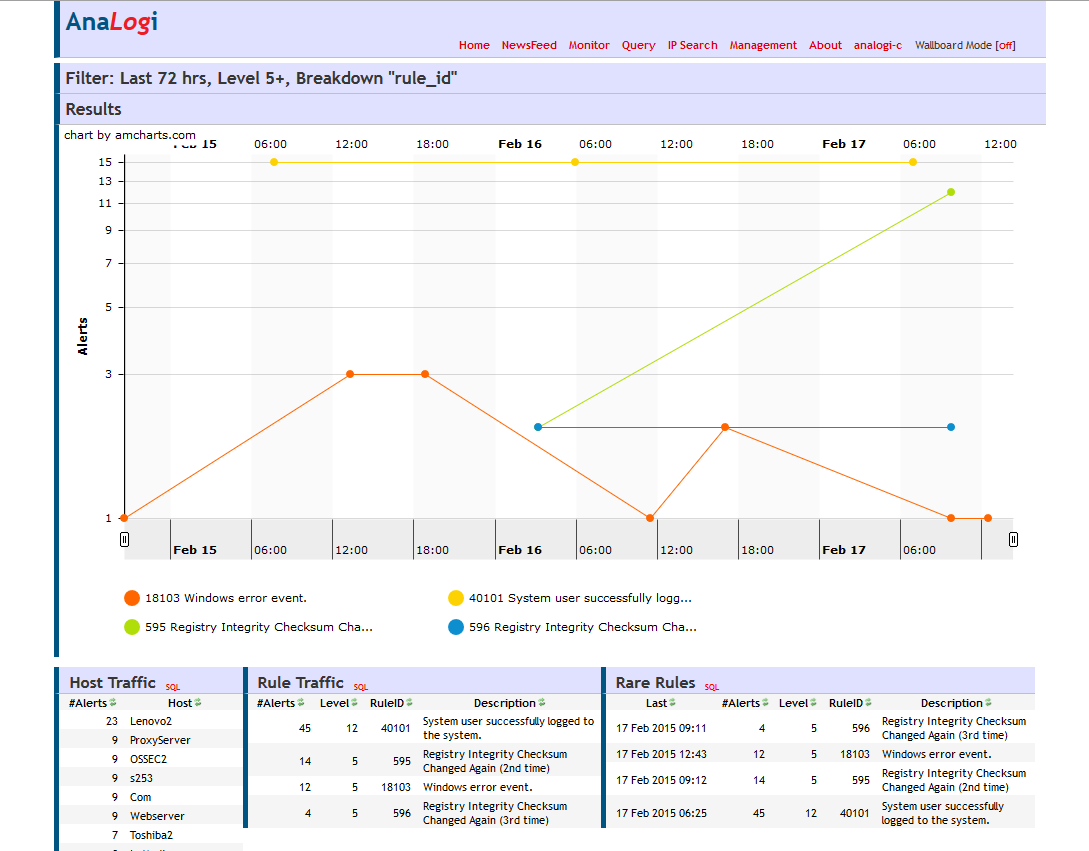 AnaLogi
Home NewsFeed Monitor Query IP Search Management About analogi-c Wallboard Mode [off]
Filter: Last 72 hrs, Level 5+, Breakdown "rule_id"
Results
chart by amcharts.com
15 06:00 12:00 18:00 Feb 16 06:00 12:00 18:00 Feb 17 06:00 12:00
15
13
11
9
7
5
3
1
Alerts
Feb 15 06:00 12:00 18:00 Feb 16 06:00 12:00 18:00 Feb 17 06:00
18103 Windows error event.
40101 System user successfully logg...
595 Registry Integrity Checksum Cha...
596 Registry Integrity Checksum Cha...
Host Traffic SQL
#Alerts Host
23 Lenovo2
9 ProxyServer
9 OSSEC2
9 s253
9 Com
9 Webserver
7 Toshiba2
Rule Traffic SQL
#Alerts Level RuleID Description
45 12 40101 System user successfully logged to
the system.
14 5 595 Registry Integrity Checksum
Changed Again (2nd time)
12 5 18103 Windows error event.
4 5 596 Registry Integrity Checksum
Changed Again (3rd time)
Rare Rules SQL
Last #Alerts Level RuleID Description
17 Feb 2015 09:11 4 5 596 Registry Integrity Checksum
Changed Again (3rd time)
17 Feb 2015 12:43 12 5 18103 Windows error event.
17 Feb 2015 09:12 14 5 595 Registry Integrity Checksum
Changed Again (2nd time)
17 Feb 2015 06:25 45 12 40101 System user successfully
logged to the system.